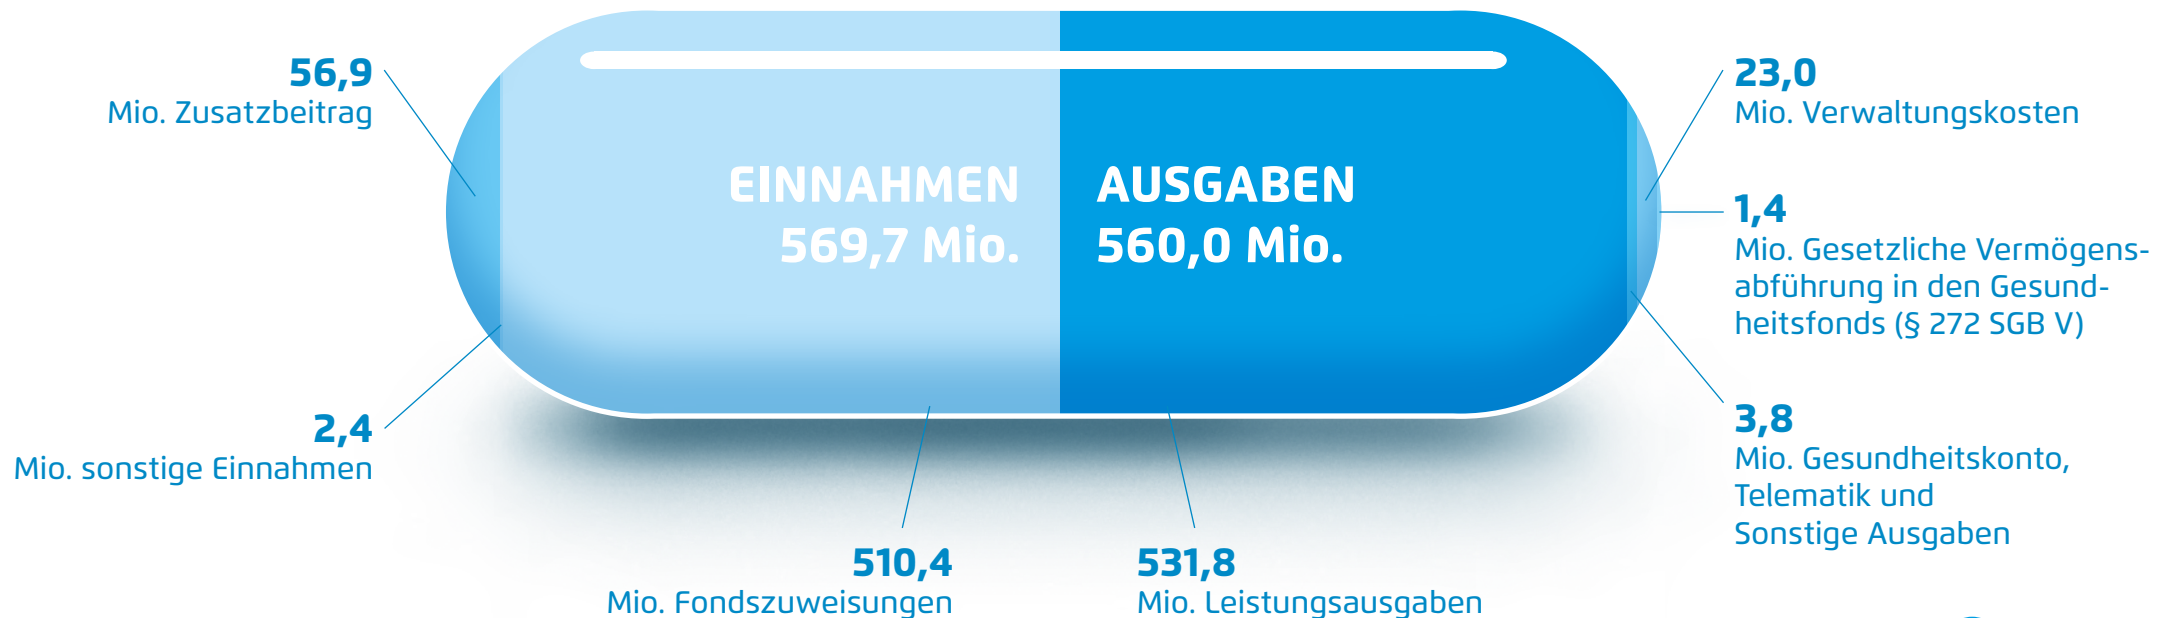 56,9
Mio. Zusatzbeitrag
2,4
Mio. sonstige Einnahmen
EINNAHMEN
569,7 Mio.
510,4
Mio. Fondszuweisungen
AUSGABEN
560,0 Mio.
531,8
Mio. Leistungsausgaben
23,0
Mio. Verwaltungskosten
1,4
Mio. Gesetzliche Vermögens-
abführung in den Gesund-
heitsfonds (§ 272 SGB V)
3,8
Mio. Gesundheitskonto,
Telematik und
Sonstige Ausgaben